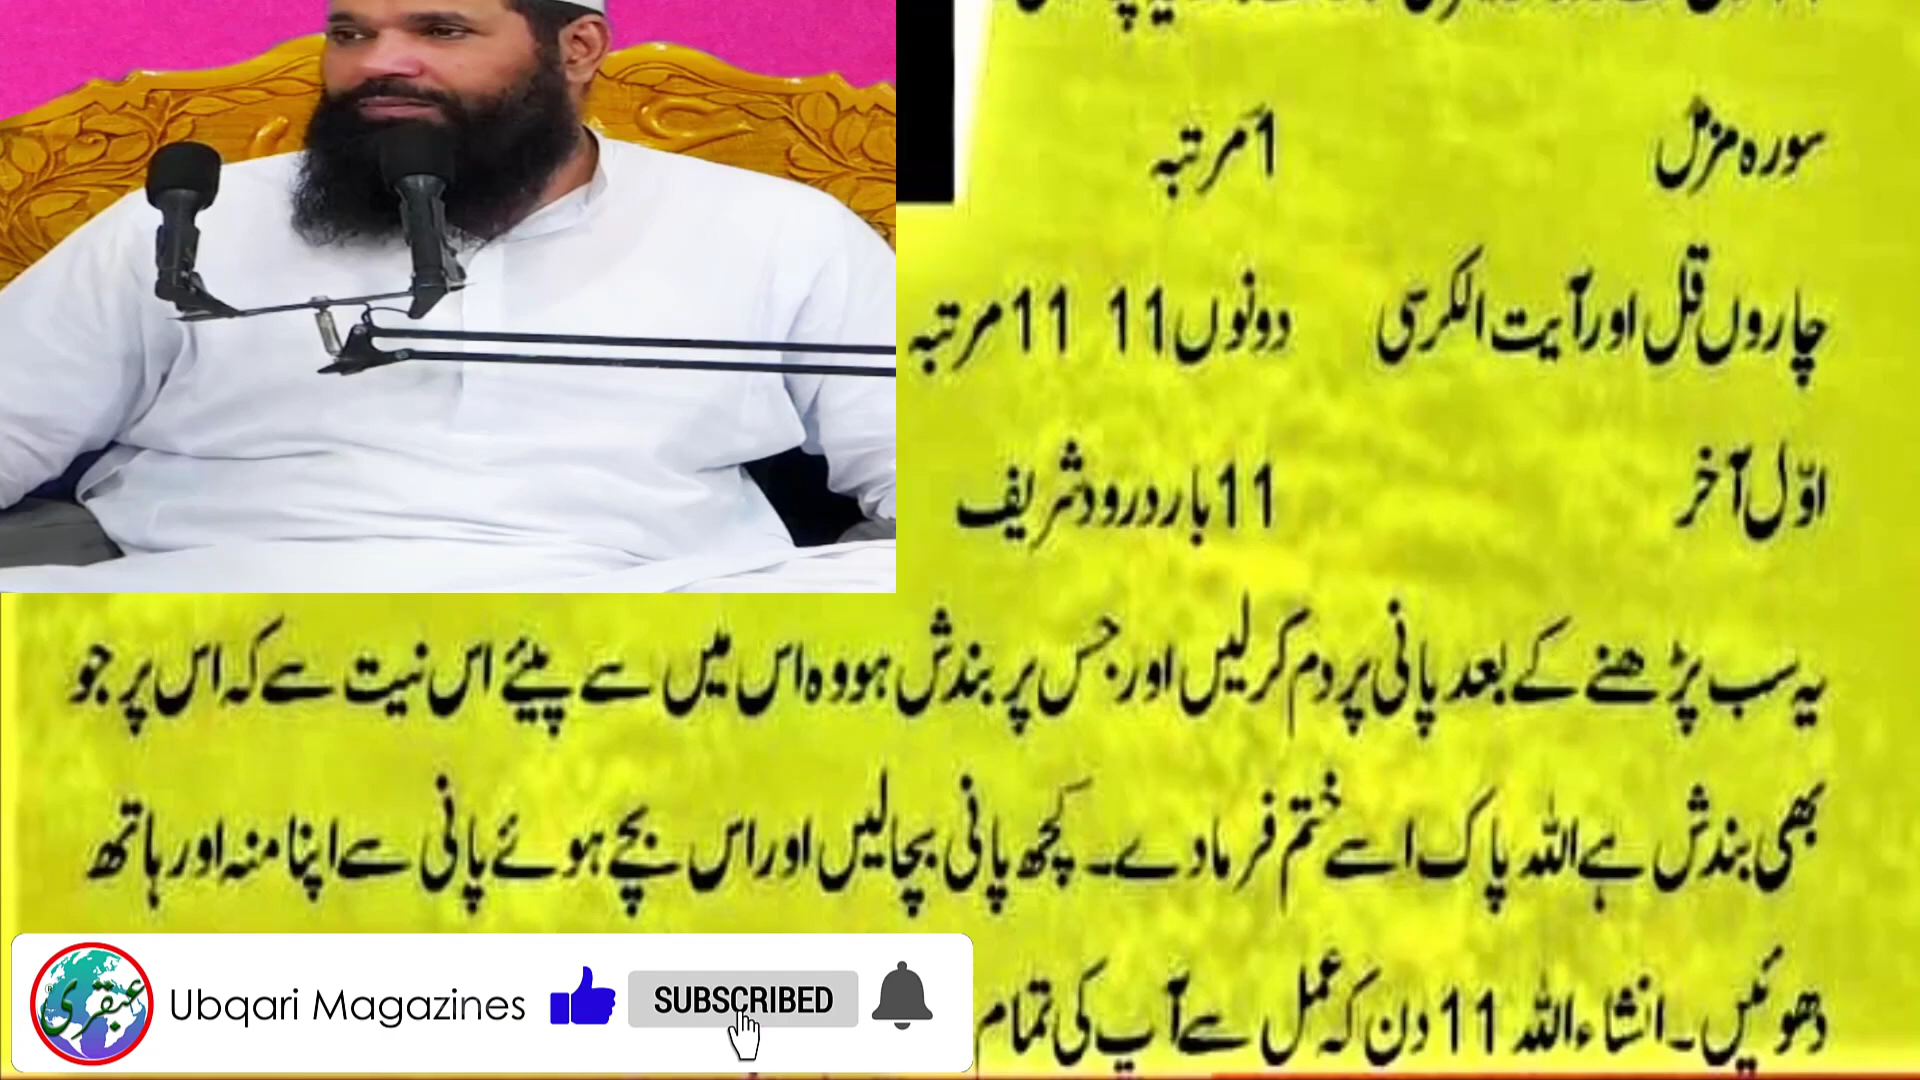 سورہ مزمل 1 مرتبہ
چاروں قل اور آیت الکرسی دونوں 11 11 مرتبہ
اوّل آخر 11 بار درود شریف
یہ سب پڑھنے کے بعد پانی پر دم کرلیں اور جس پر بندش ہو وہ اس میں سے پیئے اس نیت سے کہ اس پر جو
بھی بندش ہے اللہ پاک اسے ختم فرمادے۔ کچھ پانی بچالیں اور اس بچے ہوئے پانی سے اپنا منہ اور ہاتھ
دھوئیں۔ انشاءاللہ 11 دن کہ عمل سے آپ کی تمام
عبقری
Ubqari Magazines
SUBSCRIBED